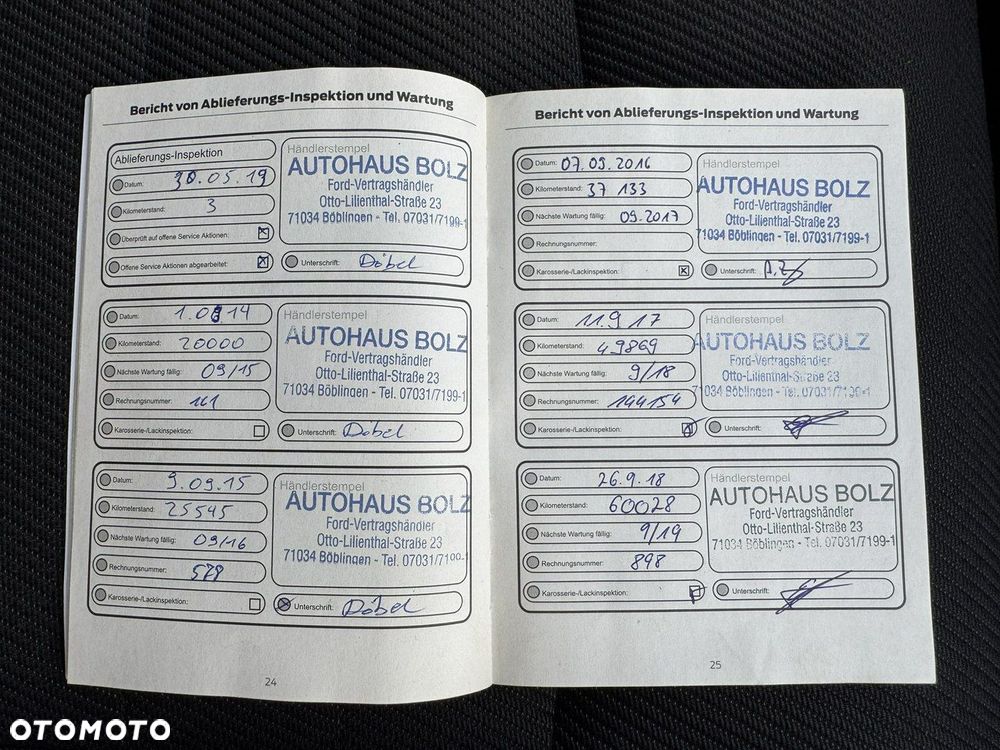 Bericht von Ablieferungs-Inspektion und Wartung
Ablieferungs-Inspektion
Datum: 30.05.19
Kilometerstand: 3
Überprüft auf offene Service Aktionen: ☒
Offene Service Aktionen abgearbeitet: ☒
Händlerstempel
AUTOHAUS BOLZ
Ford-Vertragshändler
Otto-Lilienthal-Straße 23
71034 Böblingen - Tel. 07031/7199-1
Unterschrift: Döbel
Datum: 1.09.14
Kilometerstand: 20000
Nächste Wartung fällig: 09/15
Rechnungsnummer: 161
Karosserie-/Lackinspektion: ☐
Händlerstempel
AUTOHAUS BOLZ
Ford-Vertragshändler
Otto-Lilienthal-Straße 23
71034 Böblingen - Tel. 07031/7199-1
Unterschrift: Döbel
Datum: 9.09.15
Kilometerstand: 25545
Nächste Wartung fällig: 09/16
Rechnungsnummer: 578
Karosserie-/Lackinspektion: ☐
Händlerstempel
AUTOHAUS BOLZ
Ford-Vertragshändler
Otto-Lilienthal-Straße 23
71034 Böblingen - Tel. 07031/7199-1
Unterschrift: Döbel
24
Bericht von Ablieferungs-Inspektion und Wartung
Datum: 07.09.2016
Kilometerstand: 37 133
Nächste Wartung fällig: 09.2017
Rechnungsnummer:
Karosserie-/Lackinspektion: ☒
Händlerstempel
AUTOHAUS BOLZ
Ford-Vertragshändler
Otto-Lilienthal-Straße 23
71034 Böblingen - Tel. 07031/7199-1
Unterschrift:
Datum: 11.9.17
Kilometerstand: 49869
Nächste Wartung fällig: 9/18
Rechnungsnummer: 144154
Karosserie-/Lackinspektion:
Händlerstempel
AUTOHAUS BOLZ
Ford-Vertragshändler
Otto-Lilienthal-Straße 23
71034 Böblingen - Tel. 07031/7199-1
Unterschrift:
Datum: 26.9.18
Kilometerstand: 60028
Nächste Wartung fällig: 9/19
Rechnungsnummer: 898
Karosserie-/Lackinspektion:
Händlerstempel
AUTOHAUS BOLZ
Ford-Vertragshändler
Otto-Lilienthal-Straße 23
71034 Böblingen - Tel. 07031/7199-1
Unterschrift:
25
OTOMOTO